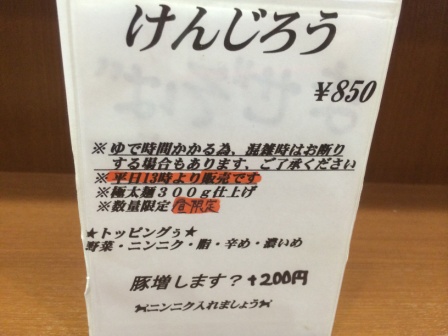 けんじろう
¥850
※ゆで時間かかる為、混雑時はお断り
する場合もあります、ご了承ください
※平日13時より販売です
※極太麺300g仕上げ
※数量限定 昼限定
★トッピングぅ★
野菜・ニンニク・脂・辛め・濃いめ
豚増します?+200円
ニンニク入れましょう